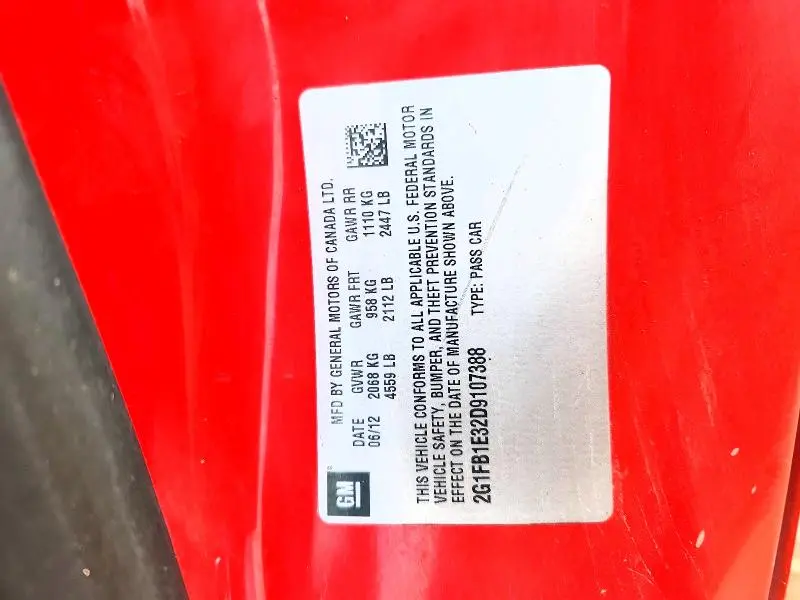 GM
MFD BY GENERAL MOTORS OF CANADA LTD.
DATE GVWR GAWR FRT GAWR RR
06/12 2068 KG 958 KG 1110 KG
4559 LB 2112 LB 2447 LB
THIS VEHICLE CONFORMS TO ALL APPLICABLE U.S. FEDERAL MOTOR
VEHICLE SAFETY, BUMPER, AND THEFT PREVENTION STANDARDS IN
EFFECT ON THE DATE OF MANUFACTURE SHOWN ABOVE.
2G1FB1E32D9107388 TYPE: PASS CAR